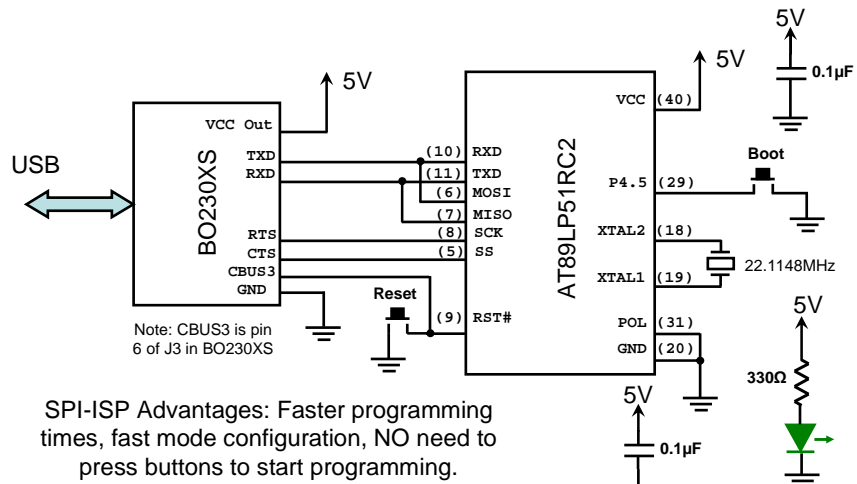 5V
0.1µF
5V
VCC (40)
5V
VCC Out
USB
BO230XS
TXD
RXD
RTS
CTS
CBUS3
GND
(10) RXD
(11) TXD
(6) MOSI
(7) MISO
(8) SCK
(5) SS
(9) RST#
AT89LP51RC2
Boot
P4.5 (29)
XTAL2 (18)
22.1148MHz
XTAL1 (19)
POL (31)
GND (20)
Reset
Note: CBUS3 is pin
6 of J3 in BO230XS
5V
330Ω
5V
0.1µF
SPI-ISP Advantages: Faster programming
times, fast mode configuration, NO need to
press buttons to start programming.